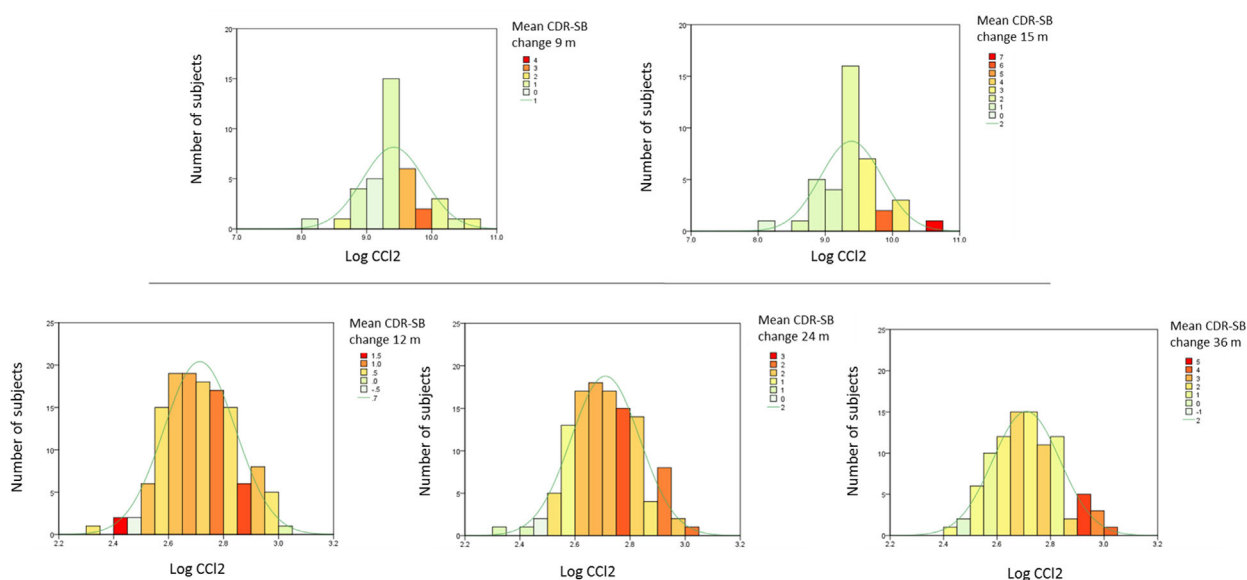 Mean CDR-SB
change 9 m
4
3
2
1
0
1
Number of subjects
20
15
10
5
0
7.0 8.0 9.0 10.0 11.0
Log CCl2
Mean CDR-SB
change 15 m
7
6
5
4
3
2
1
0
2
Number of subjects
20
15
10
5
0
7.0 8.0 9.0 10.0 11.0
Log CCl2
Mean CDR-SB
change 12 m
1.5
1.0
.5
.0
-.5
.7
Number of subjects
25
20
15
10
5
0
2.2 2.4 2.6 2.8 3.0 3.2
Log CCl2
Mean CDR-SB
change 24 m
3
2
2
1
1
0
2
Number of subjects
25
20
15
10
5
0
2.2 2.4 2.6 2.8 3.0 3.2
Log CCl2
Mean CDR-SB
change 36 m
5
4
3
2
1
0
-1
2
Number of subjects
25
20
15
10
5
0
2.2 2.4 2.6 2.8 3.0 3.2
Log CCl2